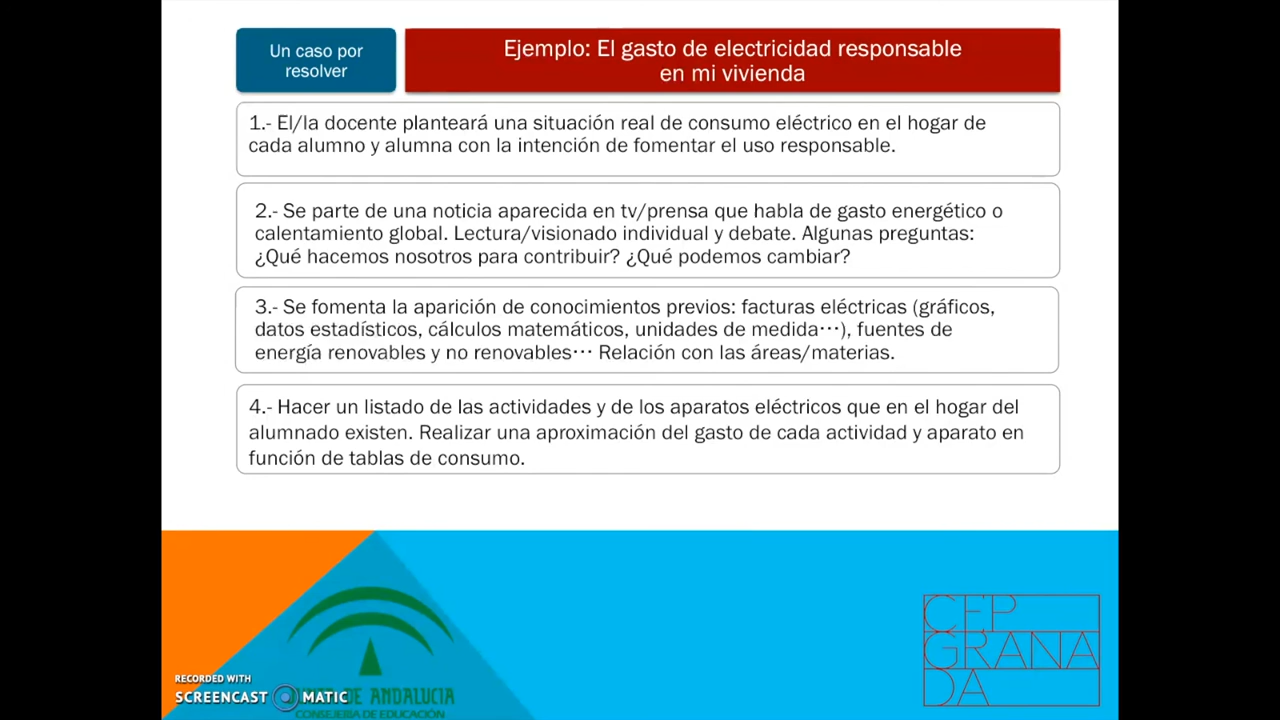 Un caso por
resolver
Ejemplo: El gasto de electricidad responsable
en mi vivienda
1.- El/la docente planteará una situación real de consumo eléctrico en el hogar de
cada alumno y alumna con la intención de fomentar el uso responsable.
2.- Se parte de una noticia aparecida en tv/prensa que habla de gasto energético o
calentamiento global. Lectura/visionado individual y debate. Algunas preguntas:
¿Qué hacemos nosotros para contribuir? ¿Qué podemos cambiar?
3.- Se fomenta la aparición de conocimientos previos: facturas eléctricas (gráficos,
datos estadísticos, cálculos matemáticos, unidades de medida⋯), fuentes de
energía renovables y no renovables⋯ Relación con las áreas/materias.
4.- Hacer un listado de las actividades y de los aparatos eléctricos que en el hogar del
alumnado existen. Realizar una aproximación del gasto de cada actividad y aparato en
función de tablas de consumo.
CEP
GRANA
DA
RECORDED WITH
SCREENCAST MATIC
DE ANDALUCIA
CONSEJERÍA DE EDUCACIÓN